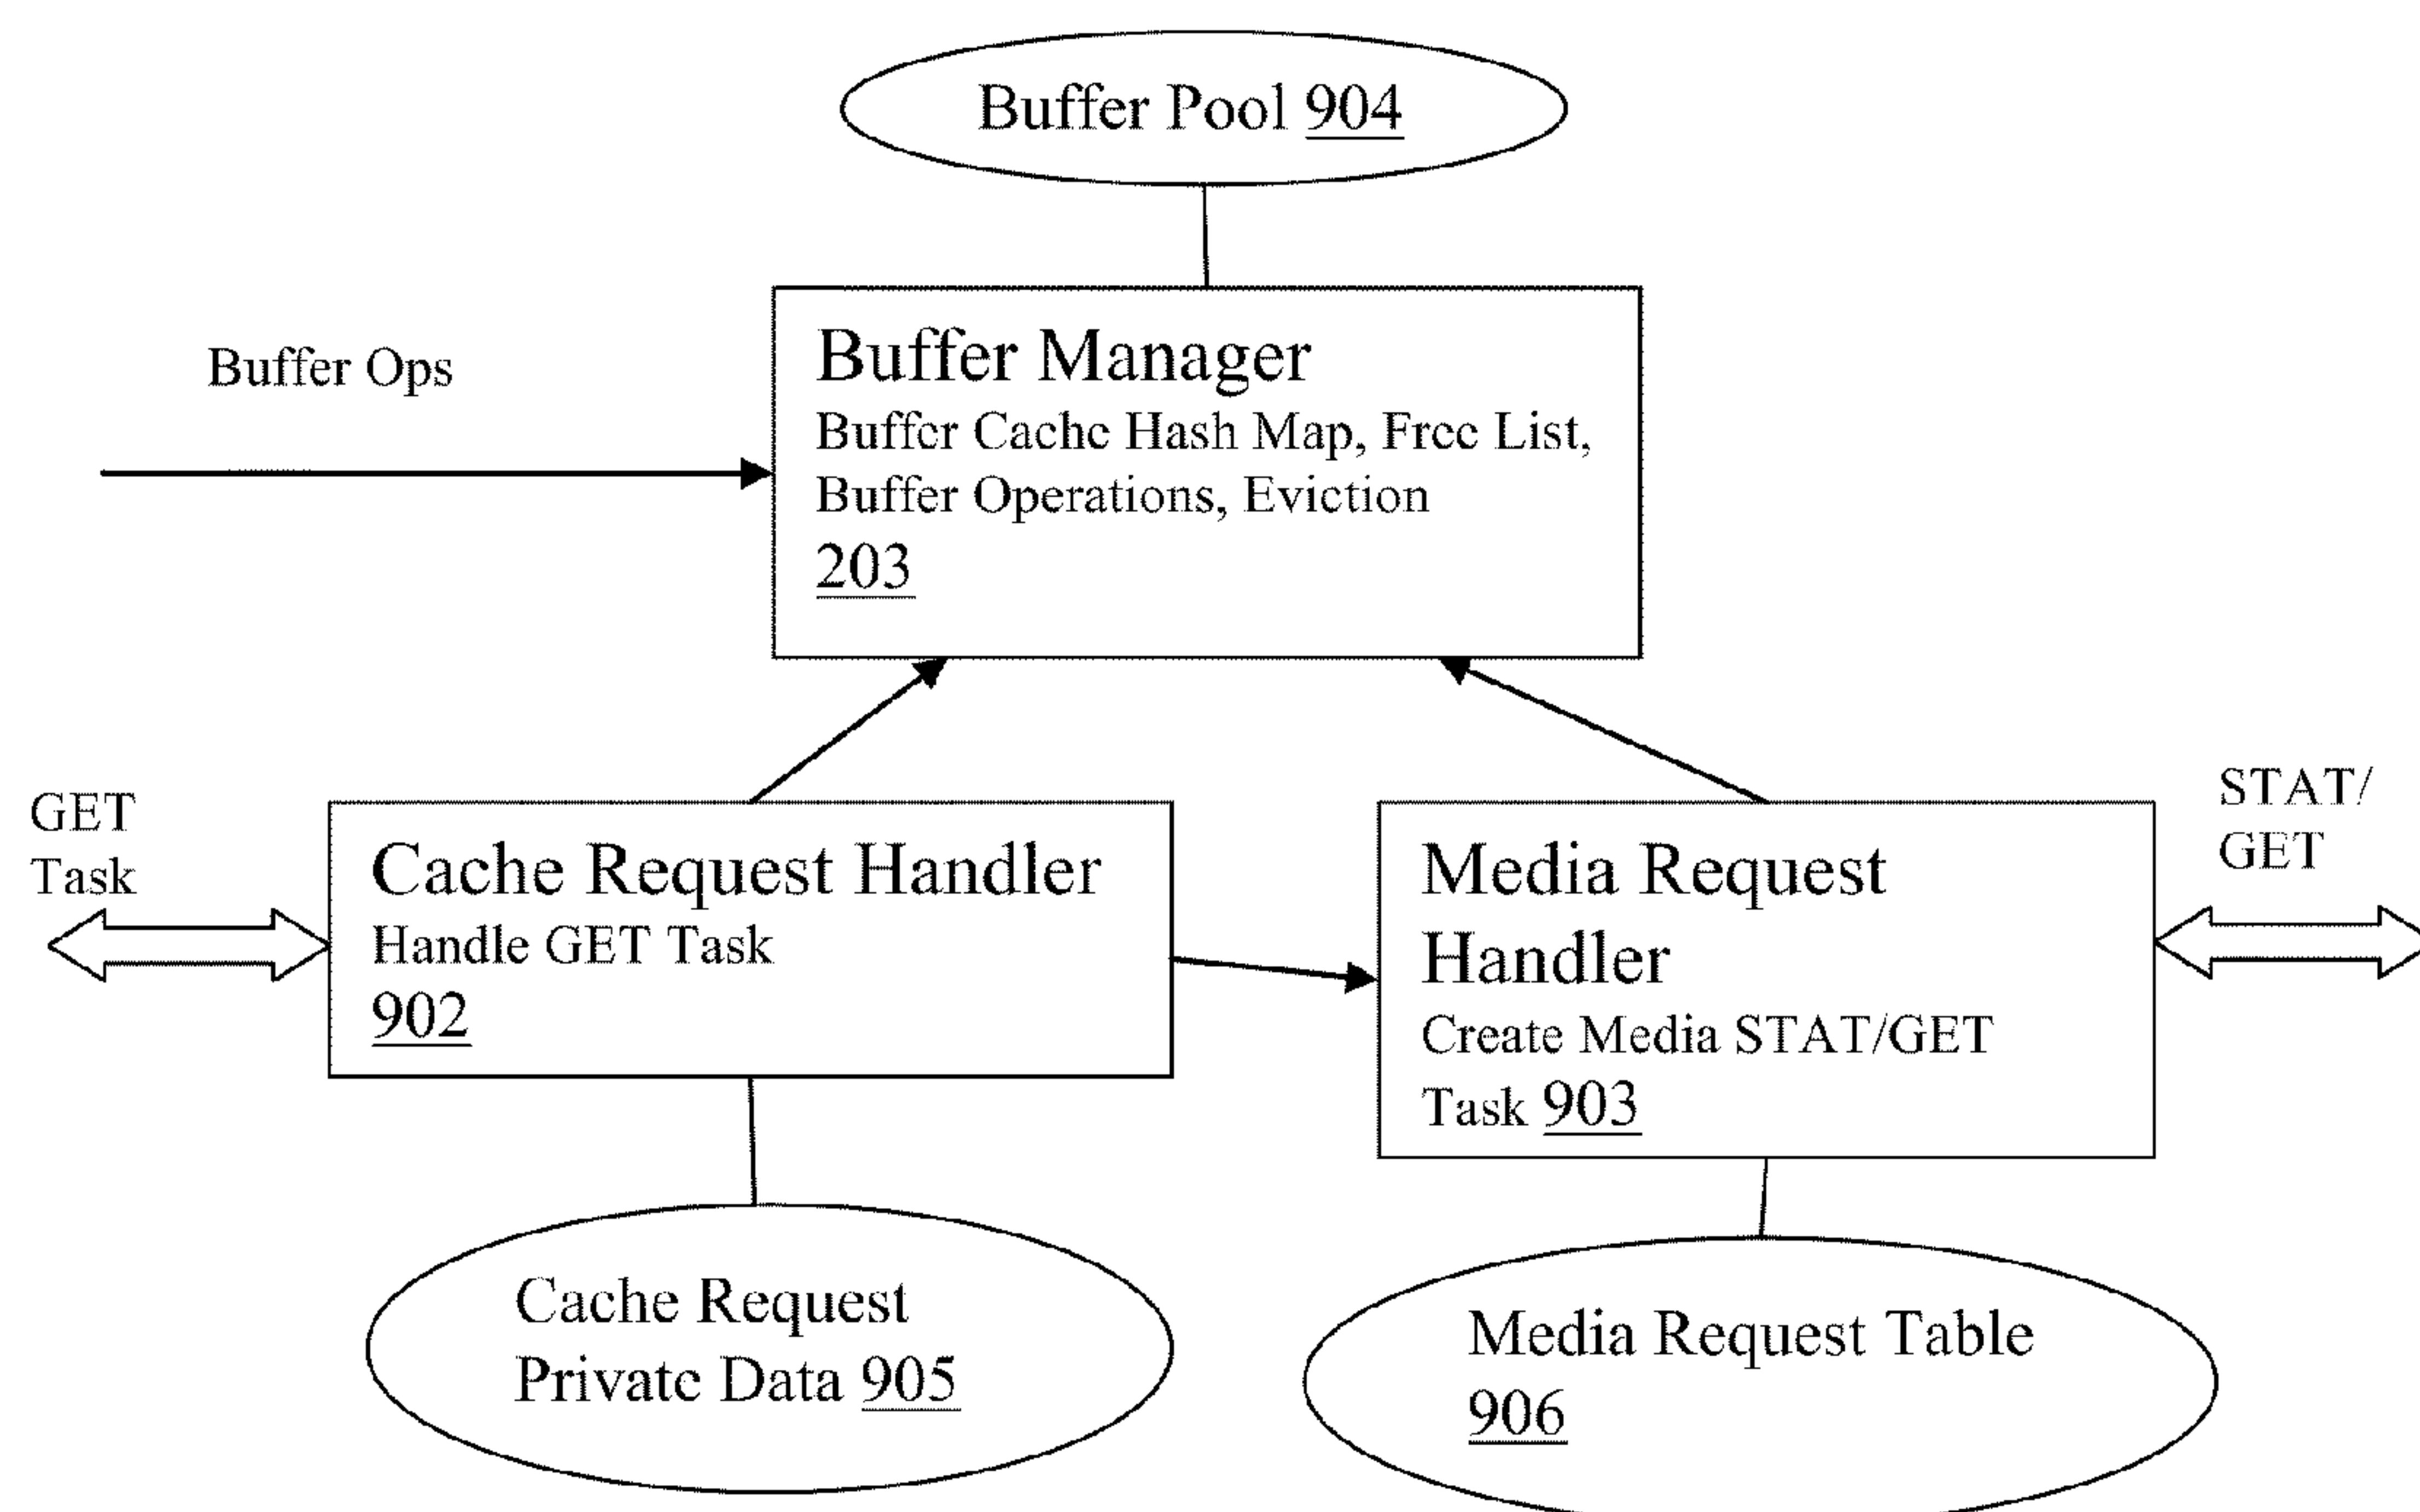 Buffer Pool 904
Buffer Ops
Buffer Manager
Buffer Cache Hash Map, Free List,
Buffer Operations, Eviction
203
GET
Task
Cache Request Handler
Handle GET Task
902
Media Request
Handler
Create Media STAT/GET
Task 903
STAT/
GET
Cache Request
Private Data 905
Media Request Table
906